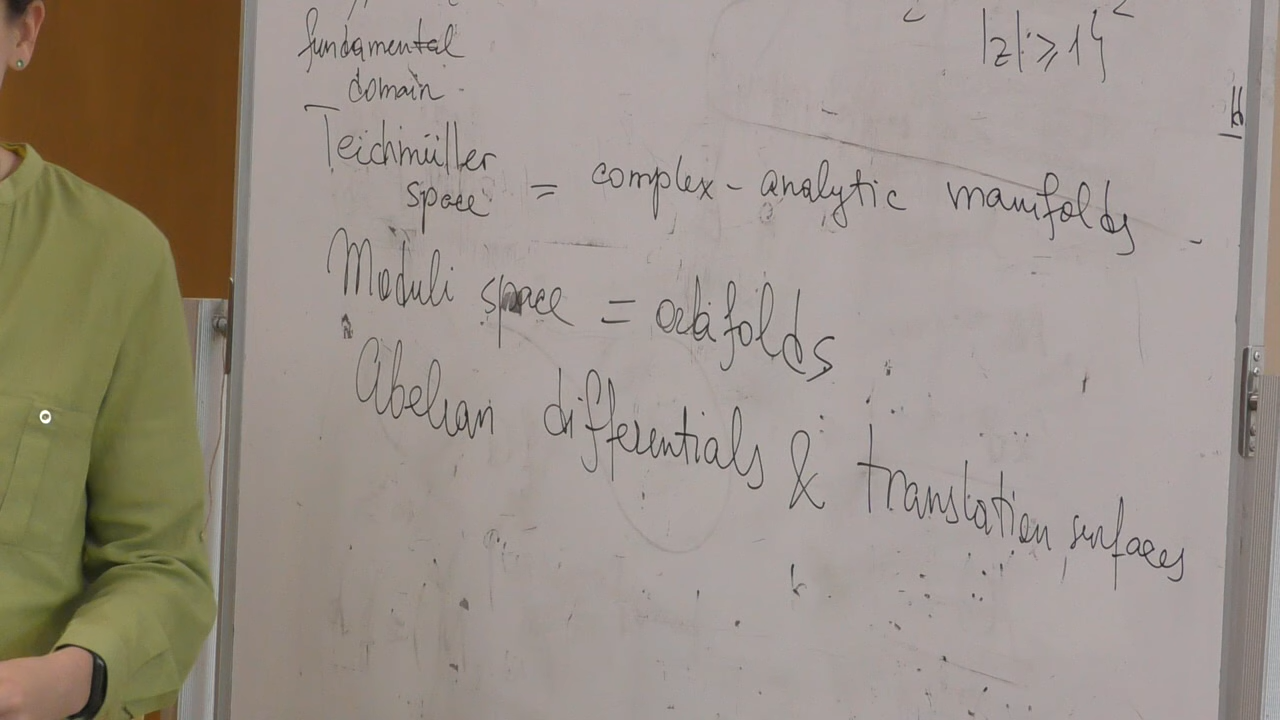 |z| ≥ 1}
fundamental
domain
Teichmüller
space = complex-analytic manifolds
Moduli space = orbifolds
Abelian differentials & translation surfaces